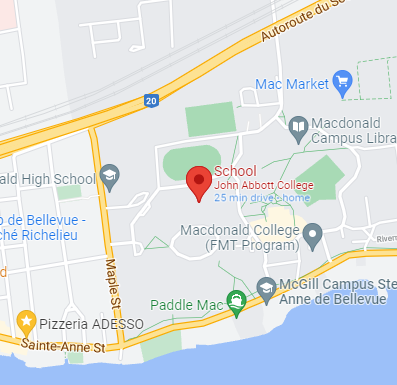 Autoroute du So
20
Mac Market
Macdonald
Campus Libra
School
John Abbott College
25 min drive - home
ald High School
o de Bellevue -
ché Richelieu
Macdonald College
(FMT Program)
River
d
Maple St
McGill Campus Ste
Anne de Bellevue
Paddle Mac
Pizzeria ADESSO
Sainte-Anne St